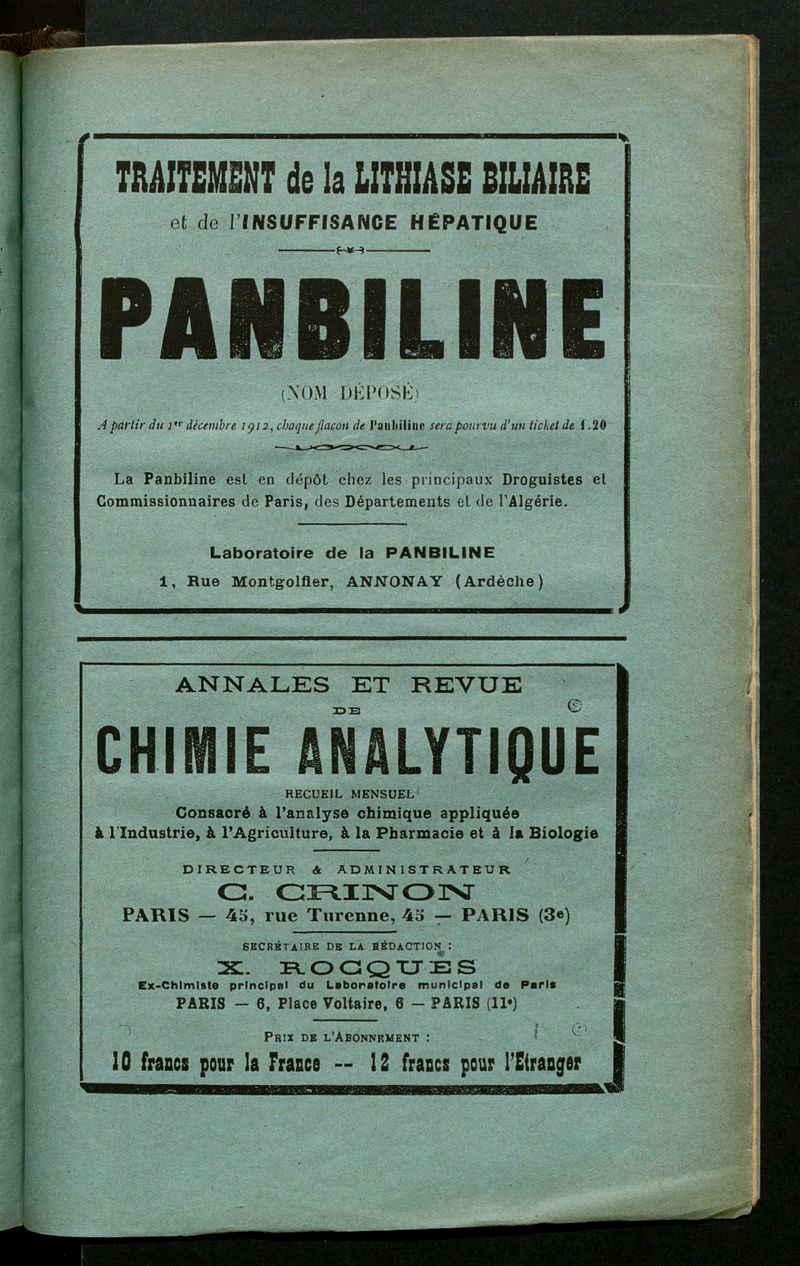 TRAITEMENT de la LITHIASE BILIAIRE
et de l'INSUFFISANCE HÉPATIQUE
PANBILINE
(NOM DÉPOSÉ)
A partir du 1er décembre 1912, chaque flacon de Panbiline sera pourvu d'un ticket de 1.20
La Panbiline est en dépôt chez les principaux Droguistes et
Commissionnaires de Paris, des Départements et de l'Algérie.
Laboratoire de la PANBILINE
1, Rue Montgolfier, ANNONAY (Ardèche)
ANNALES ET REVUE
DE
CHIMIE ANALYTIQUE
RECUEIL MENSUEL
Consacré à l'analyse chimique appliquée
à l'Industrie, à l'Agriculture, à la Pharmacie et à la Biologie
DIRECTEUR & ADMINISTRATEUR
C. CRINON
PARIS — 45, rue Turenne, 45 — PARIS (3e)
SECRÉTAIRE DE LA RÉDACTION :
X. ROCQUES
Ex-Chimiste principal du Laboratoire municipal de Paris
PARIS — 6, Place Voltaire, 6 — PARIS (11e)
PRIX DE L'ABONNEMENT :
10 francs pour la France -- 12 francs pour l'Etranger